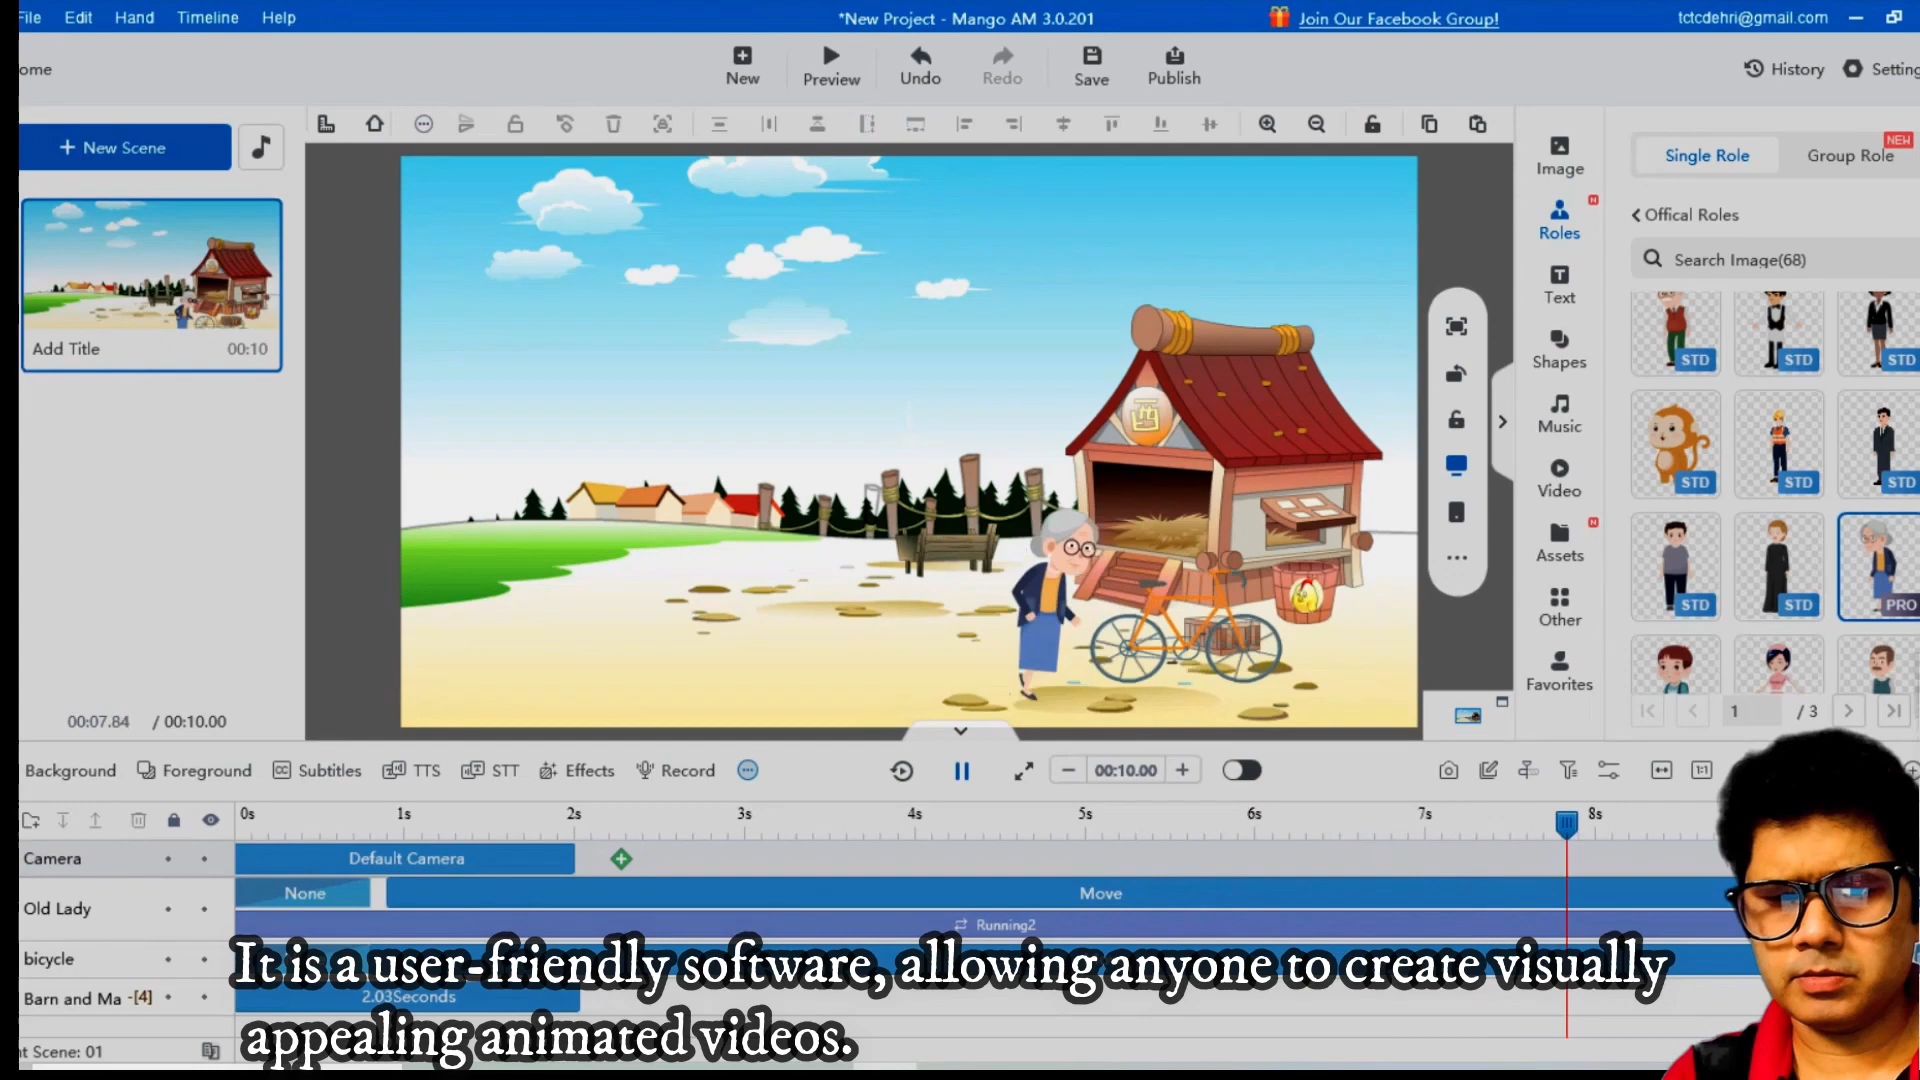 File Edit Hand Timeline Help
*New Project - Mango AM 3.0.201
Join Our Facebook Group!
tctcdehri@gmail.com
ome
New
Preview
Undo
Redo
Save
Publish
History
Setting
+ New Scene
Add Title 00:10
00:07.84 / 00:10.00
酒
Image
Roles
N
Text
Shapes
Music
Video
Assets
N
Other
Favorites
Single Role
Group Role
NEW
Offical Roles
Search Image(68)
STD STD STD
STD STD STD
STD STD PRO
1 / 3
Background
Foreground
CC Subtitles
TTS
STT
Effects
Record
00:10.00
1:1
0s 1s 2s 3s 4s 5s 6s 7s 8s
Camera
Default Camera
Old Lady
None
Move
Running2
bicycle
Barn and Ma -[4]
2.03Seconds
t Scene: 01
It is a user-friendly software, allowing anyone to create visually
appealing animated videos.